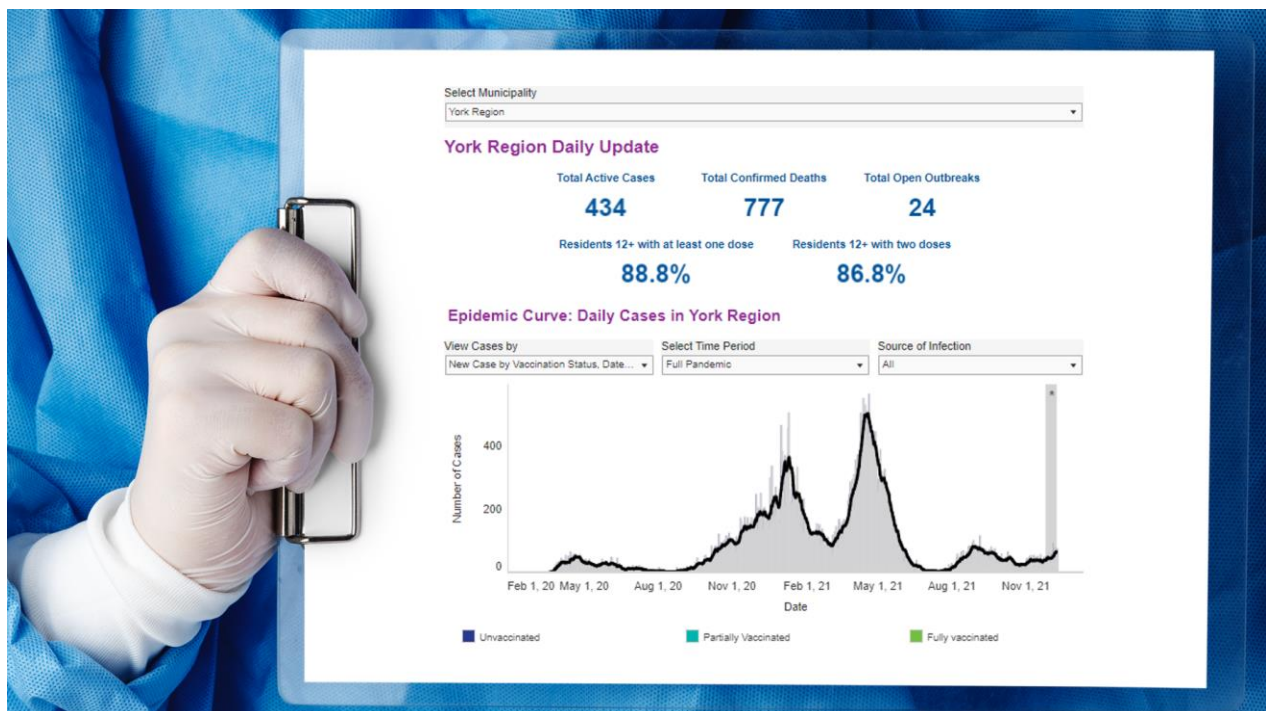 Select Municipality
York Region
York Region Daily Update
Total Active Cases Total Confirmed Deaths Total Open Outbreaks
434 777 24
Residents 12+ with at least one dose Residents 12+ with two doses
88.8% 86.8%
Epidemic Curve: Daily Cases in York Region
View Cases by Select Time Period Source of Infection
New Case by Vaccination Status, Date... Full Pandemic All
Number of Cases
400
200
0
Feb 1, 20 May 1, 20 Aug 1, 20 Nov 1, 20 Feb 1, 21 May 1, 21 Aug 1, 21 Nov 1, 21
Date
Unvaccinated Partially Vaccinated Fully vaccinated